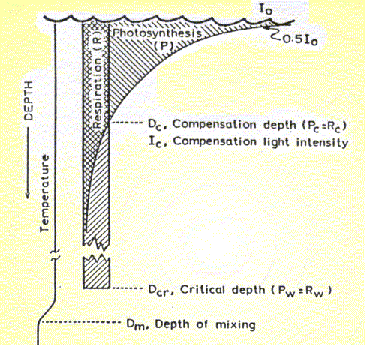 I₀
0.5I₀
Photosynthesis
(P)
Respiration (R)
DEPTH
Temperature
Dc, Compensation depth (Pc=Rc)
Ic, Compensation light intensity
Dcr, Critical depth (Pw=Rw)
Dm, Depth of mixing